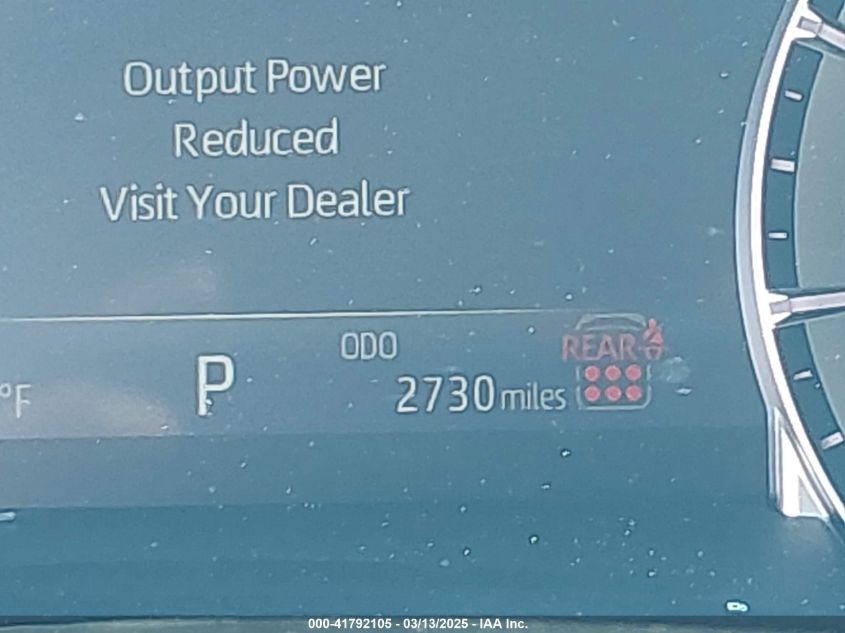 Output Power
Reduced
Visit Your Dealer
ODO
REAR
°F
P
2730 miles
000-41792105 - 03/13/2025 - IAA Inc.